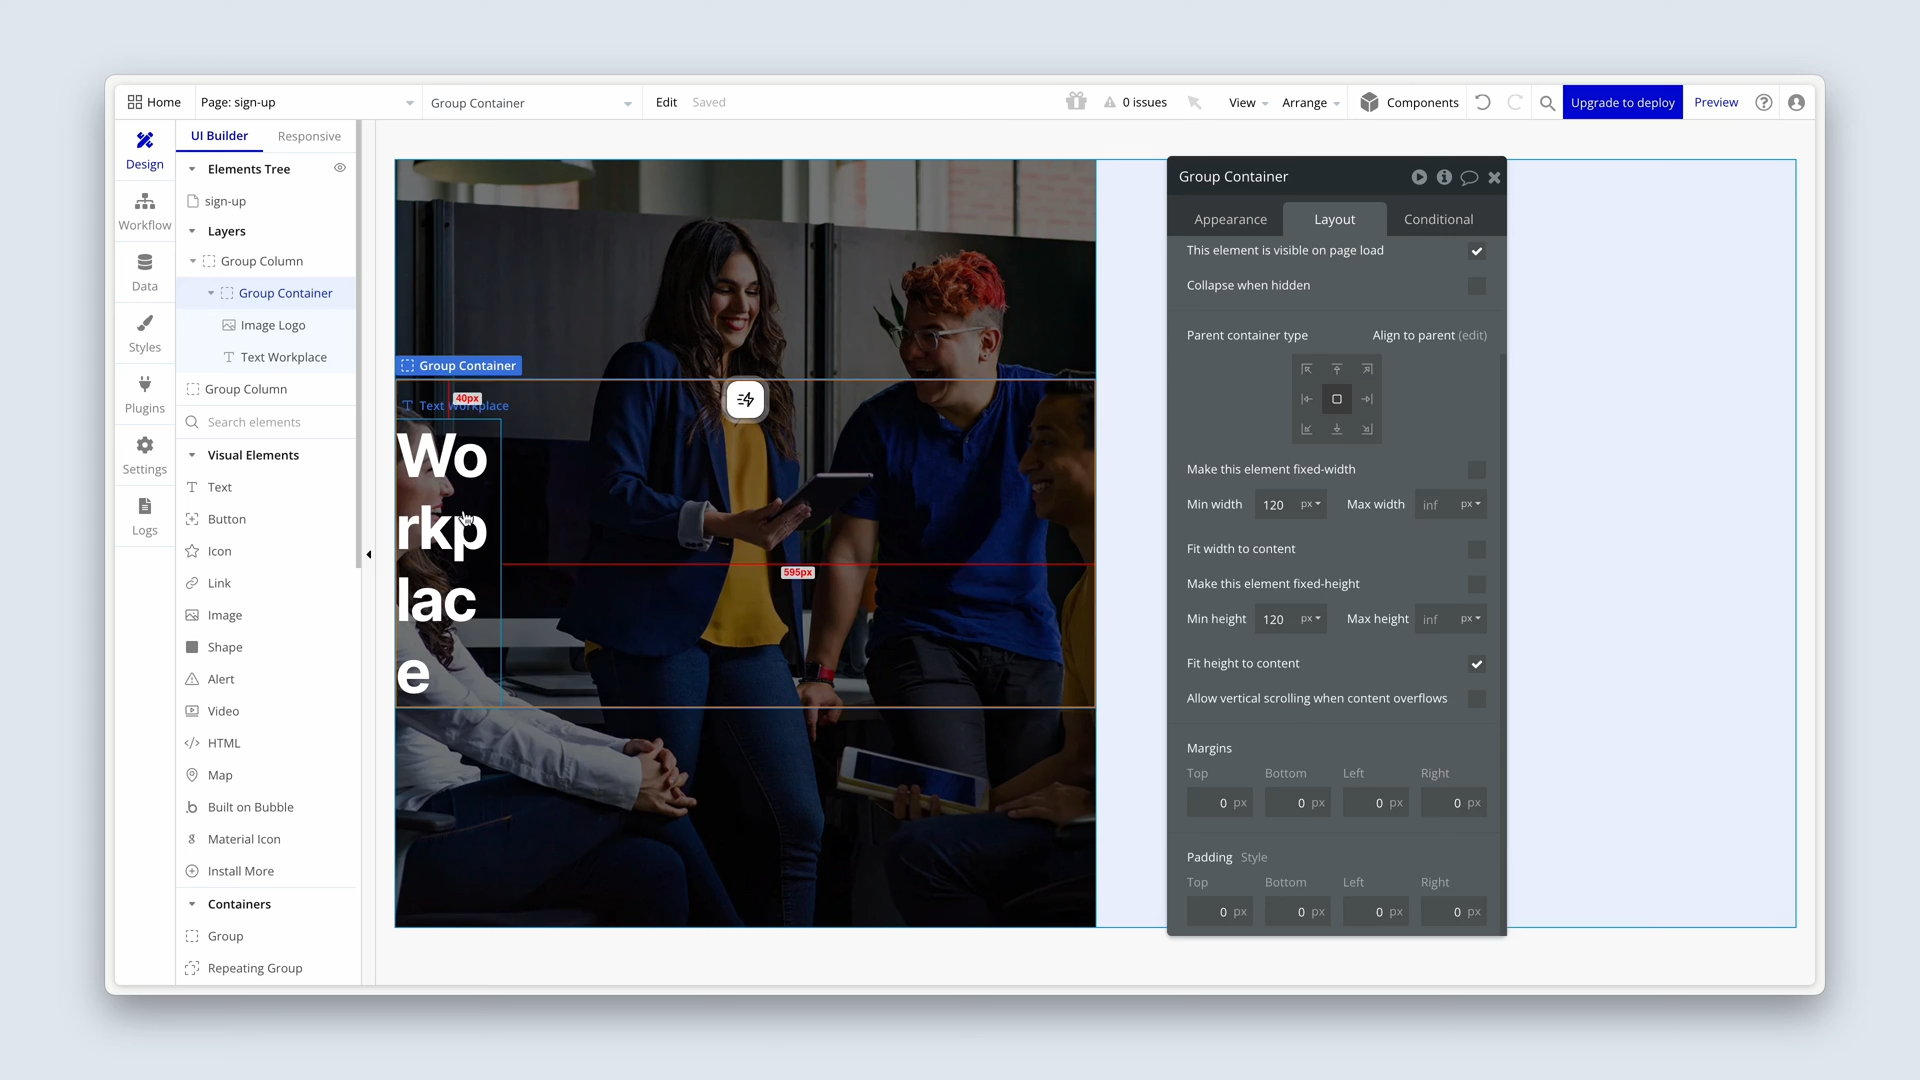 Home
Page: sign-up
Group Container
Edit
Saved
0 issues
View
Arrange
Components
Upgrade to deploy
Preview
Design
Workflow
Data
Styles
Plugins
Settings
Logs
UI Builder
Responsive
Elements Tree
sign-up
Layers
Group Column
Group Container
Image Logo
Text Workplace
Group Column
Search elements
Visual Elements
Text
Button
Icon
Link
Image
Shape
Alert
Video
HTML
Map
Built on Bubble
Material Icon
Install More
Containers
Group
Repeating Group
Group Container
Text Workplace
40px
Wo
rkp
lac
e
595px
Group Container
Appearance
Layout
Conditional
This element is visible on page load
Collapse when hidden
Parent container type
Align to parent (edit)
Make this element fixed-width
Min width 120 px
Max width inf px
Fit width to content
Make this element fixed-height
Min height 120 px
Max height inf px
Fit height to content
Allow vertical scrolling when content overflows
Margins
Top Bottom Left Right
0 px 0 px 0 px 0 px
Padding Style
Top Bottom Left Right
0 px 0 px 0 px 0 px